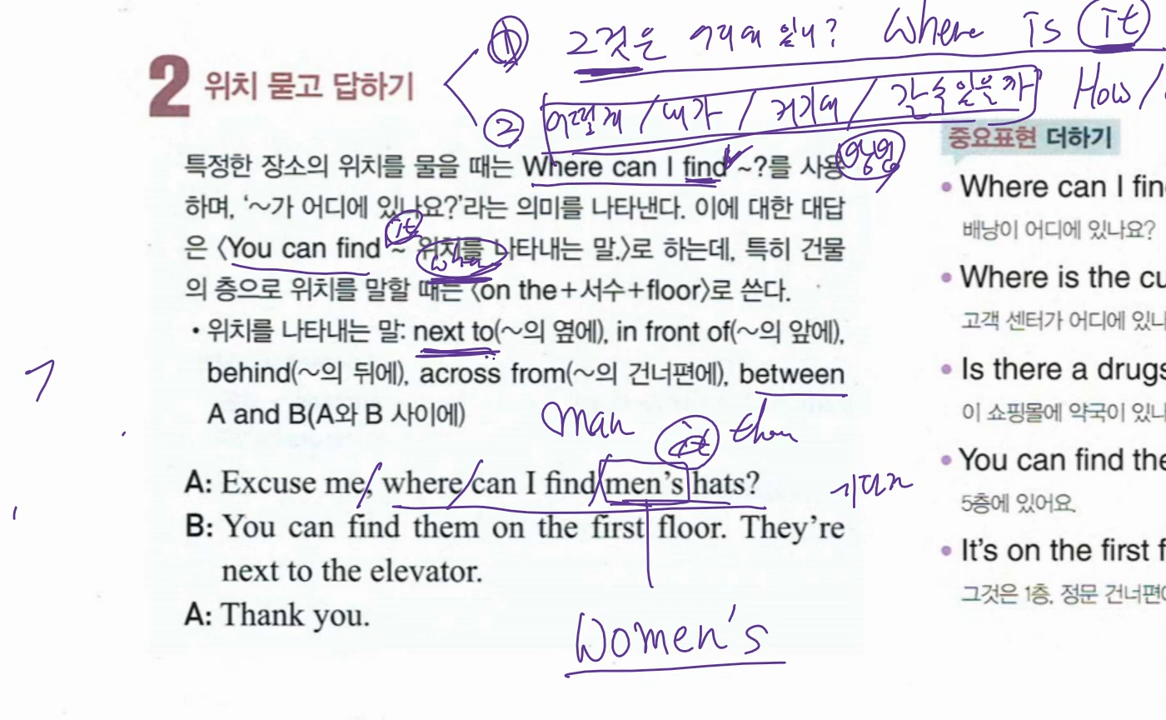 ① 그것은 어디에 있니? Where is it
2 위치 묻고 답하기
② 어떻게 / 내가 / 거기에 / 갈 수 있을까 How /
특정한 장소의 위치를 물을 때는 Where can I find ~?를 사용
하며, ‘~가 어디에 있나요?’라는 의미를 나타낸다. 이에 대한 대답
it
은 〈You can find ~ 위치를 나타내는 말.〉로 하는데, 특히 건물
의 층으로 위치를 말할 때는 〈on the+서수+floor〉로 쓴다.
• 위치를 나타내는 말: next to(~의 옆에), in front of(~의 앞에),
behind(~의 뒤에), across from(~의 건너편에), between
A and B(A와 B 사이에)
man
A: Excuse me, where can I find men’s hats?
B: You can find them on the first floor. They’re
next to the elevator.
A: Thank you.
Women's
중요표현 더하기
• Where can I fin
배낭이 어디에 있나요?
• Where is the cu
고객 센터가 어디에 있나
• Is there a drugs
이 쇼핑몰에 약국이 있나
• You can find the
5층에 있어요.
• It’s on the first f
그것은 1층, 정문 건너편에